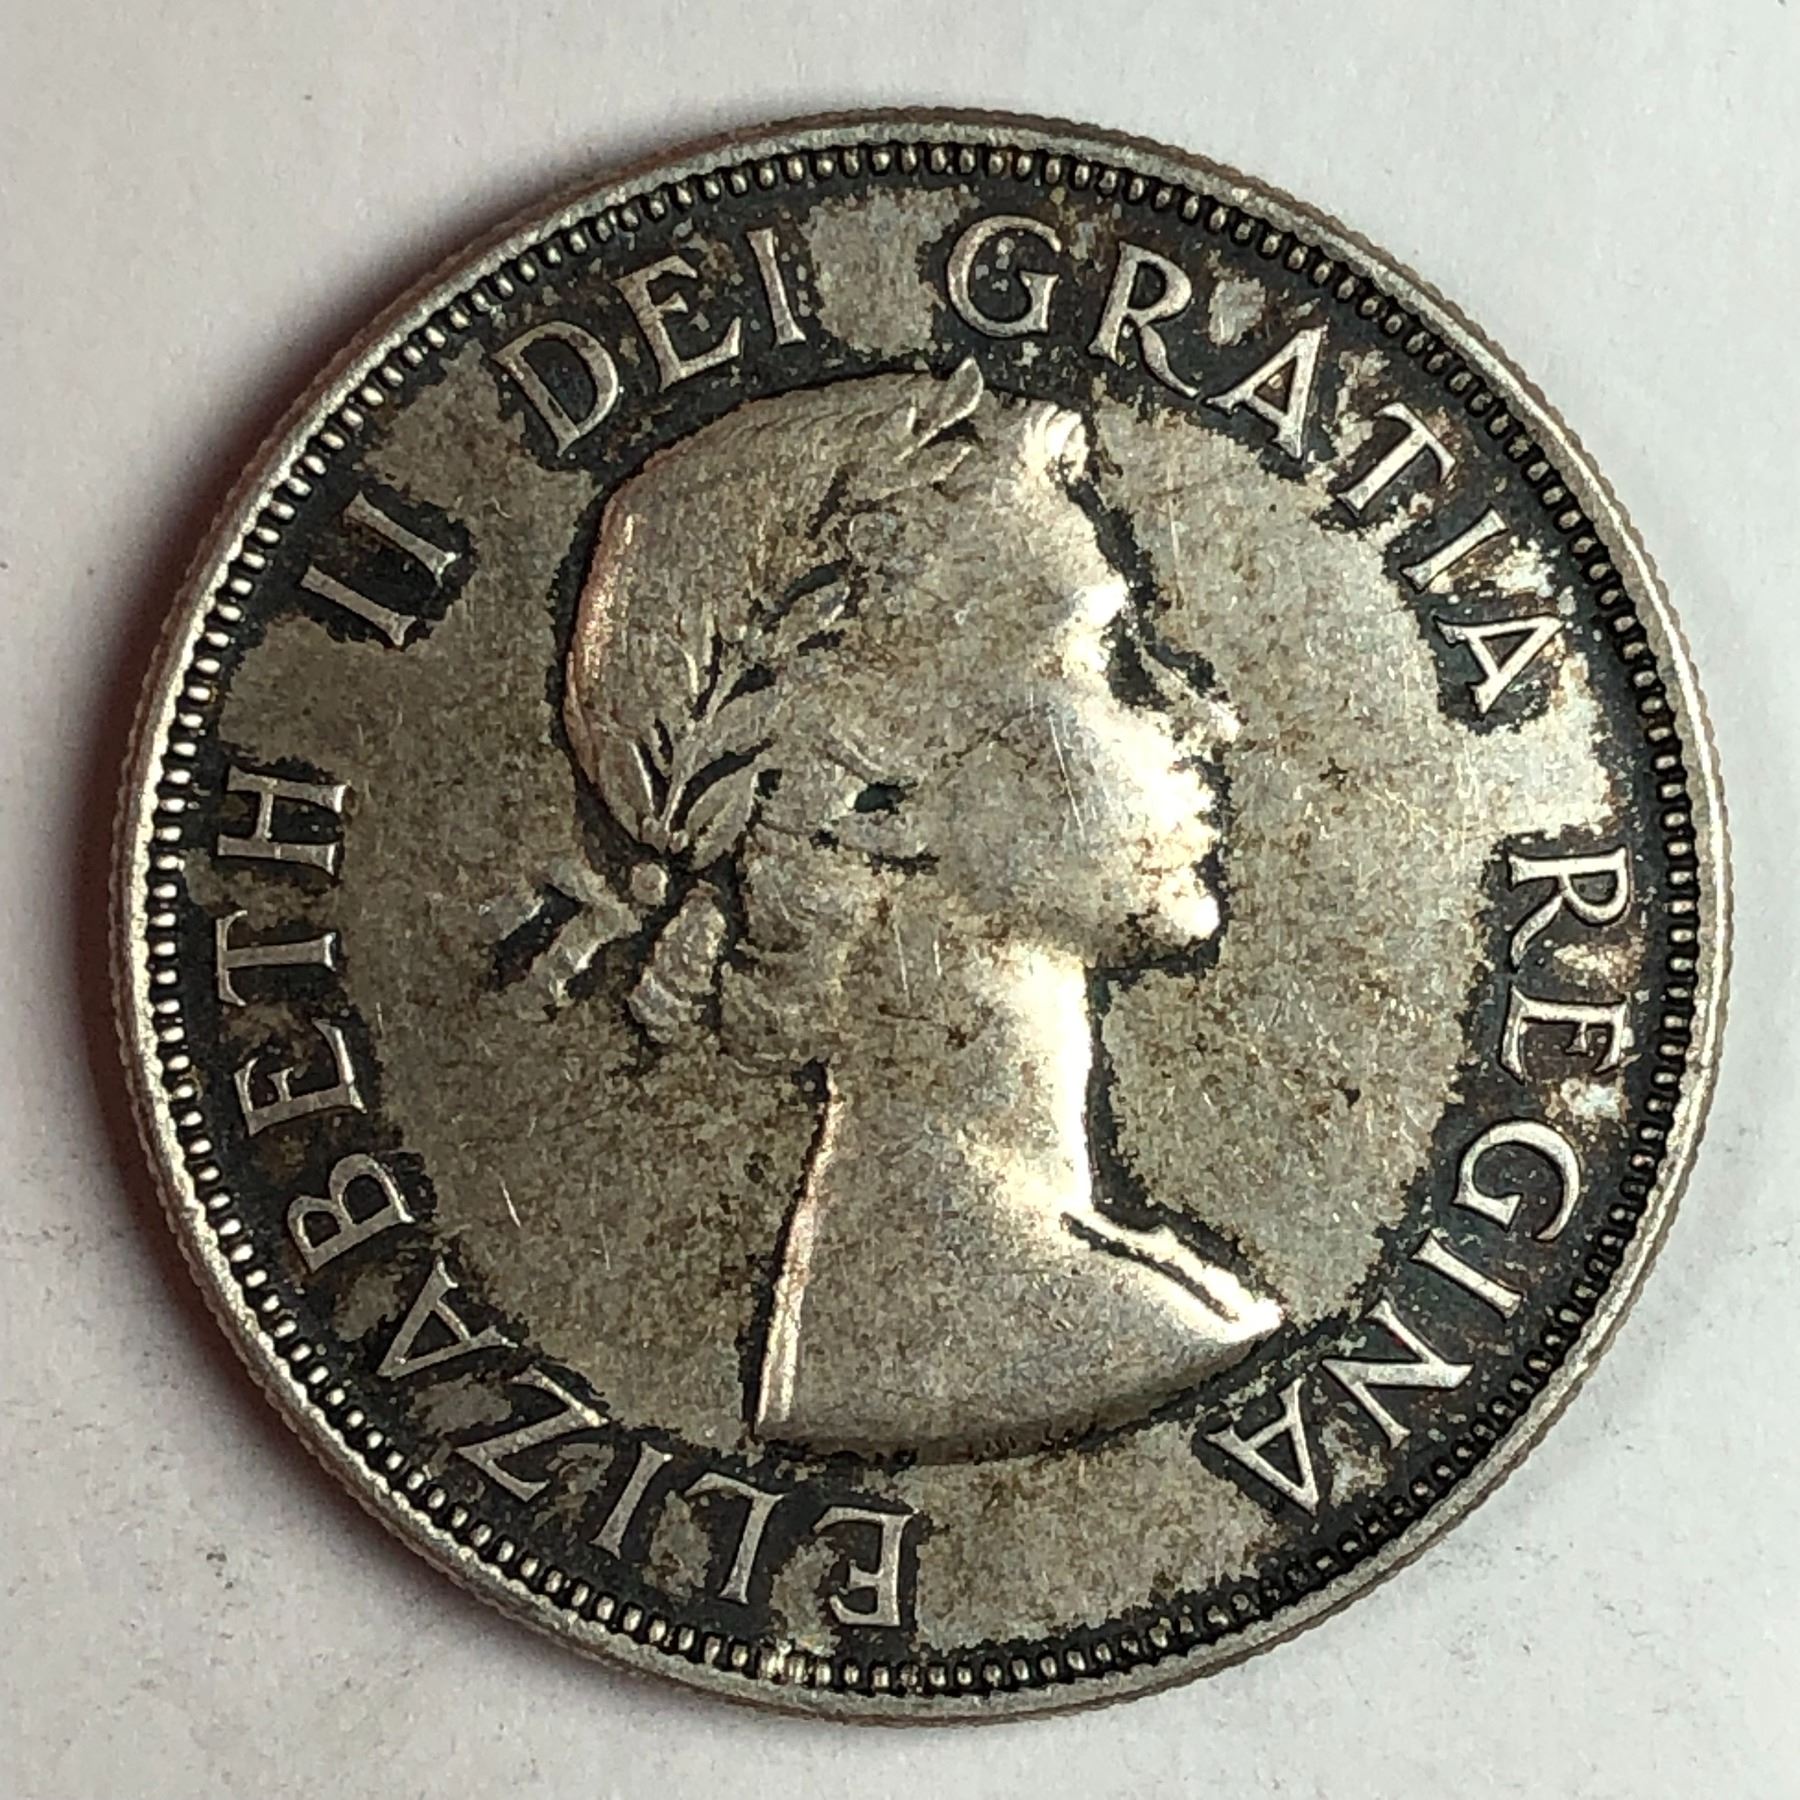 ELIZABETH II DEI GRATIA REGINA